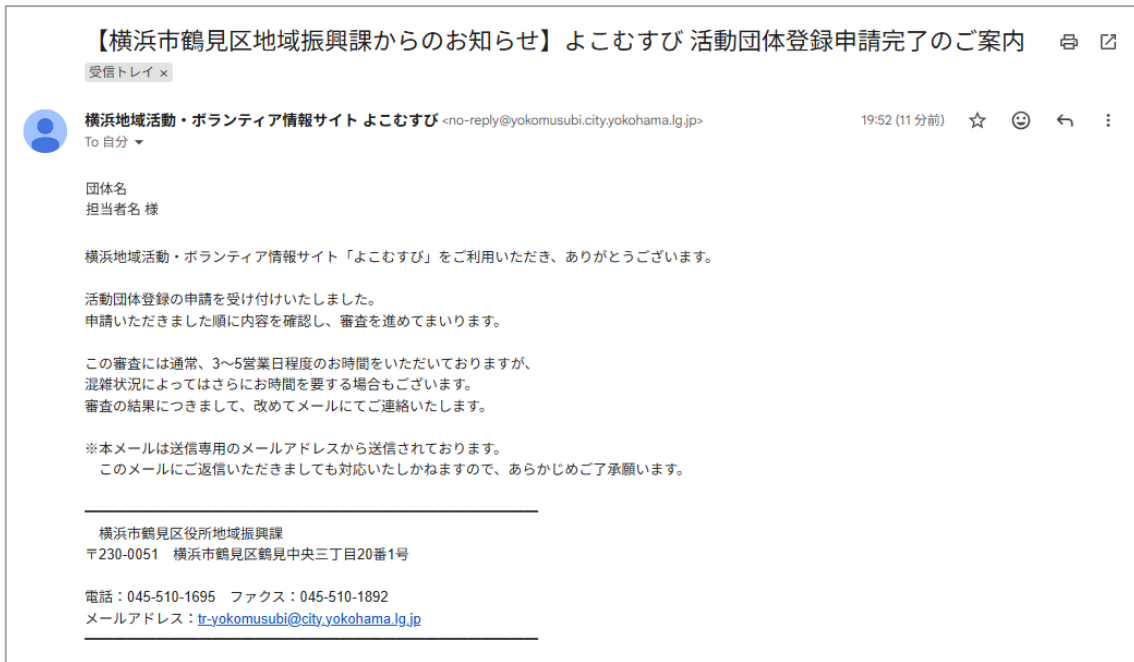 【横浜市鶴見区地域振興課からのお知らせ】よこむすび 活動団体登録申請完了のご案内
受信トレイ ×
横浜地域活動・ボランティア情報サイト よこむすび <no-reply@yokomusubi.city.yokohama.lg.jp>
19:52 (11 分前)
To 自分
団体名
担当者名 様
横浜地域活動・ボランティア情報サイト「よこむすび」をご利用いただき、ありがとうございます。
活動団体登録の申請を受け付けいたしました。
申請いただきました順に内容を確認し、審査を進めてまいります。
この審査には通常、3～5営業日程度のお時間をいただいておりますが、
混雑状況によってはさらにお時間を要する場合もございます。
審査の結果につきまして、改めてメールにてご連絡いたします。
※本メールは送信専用のメールアドレスから送信されております。
このメールにご返信いただきましても対応いたしかねますので、あらかじめご了承願います。
横浜市鶴見区役所地域振興課
〒230-0051　横浜市鶴見区鶴見中央三丁目20番1号
電話：045-510-1695　ファクス：045-510-1892
メールアドレス：tr-yokomusubi@city.yokohama.lg.jp